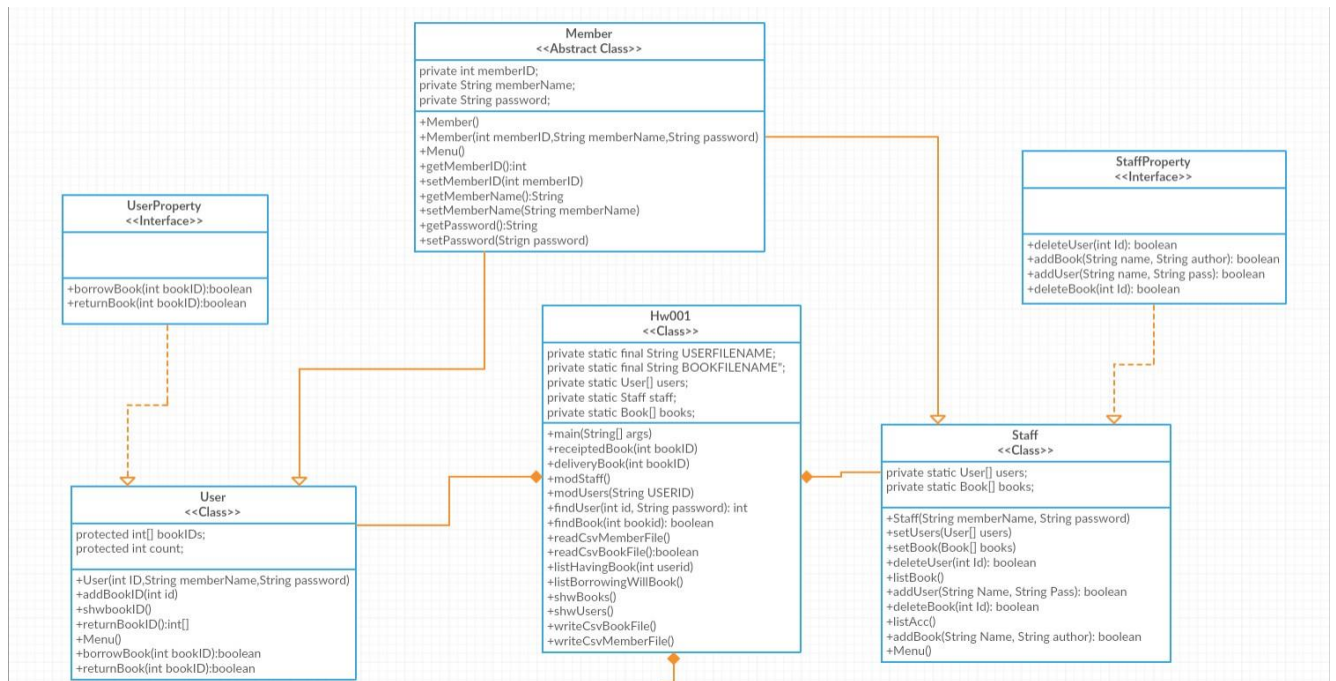 Member
<<Abstract Class>>
private int memberID;
private String memberName;
private String password;
+Member()
+Member(int memberID,String memberName,String password)
+Menu()
+getMemberID():int
+setMemberID(int memberID)
+getMemberName():String
+setMemberName(String memberName)
+getPassword():String
+setPassword(Strign password)
UserProperty
<<Interface>>
+borrowBook(int bookID):boolean
+returnBook(int bookID):boolean
StaffProperty
<<Interface>>
+deleteUser(int Id): boolean
+addBook(String name, String author): boolean
+addUser(String name, String pass): boolean
+deleteBook(int Id): boolean
Hw001
<<Class>>
private static final String USERFILENAME;
private static final String BOOKFILENAME";
private static User[] users;
private static Staff staff;
private static Book[] books;
+main(String[] args)
+receiptedBook(int bookID)
+deliveryBook(int bookID)
+modStaff()
+modUsers(String USERID)
+findUser(int id, String password): int
+findBook(int bookid): boolean
+readCsvMemberFile()
+readCsvBookFile():boolean
+listHavingBook(int userid)
+listBorrowingWillBook()
+shwBooks()
+shwUsers()
+writeCsvBookFile()
+writeCsvMemberFile()
User
<<Class>>
protected int[] bookIDs;
protected int count;
+User(int ID,String memberName,String password)
+addBookID(int id)
+shwbookID()
+returnBookID():int[]
+Menu()
+borrowBook(int bookID):boolean
+returnBook(int bookID):boolean
Staff
<<Class>>
private static User[] users;
private static Book[] books;
+Staff(String memberName, String password)
+setUsers(User[] users)
+setBook(Book[] books)
+deleteUser(int Id): boolean
+listBook()
+addUser(String Name, String Pass): boolean
+deleteBook(int Id): boolean
+listAcc()
+addBook(String Name, String author): boolean
+Menu()